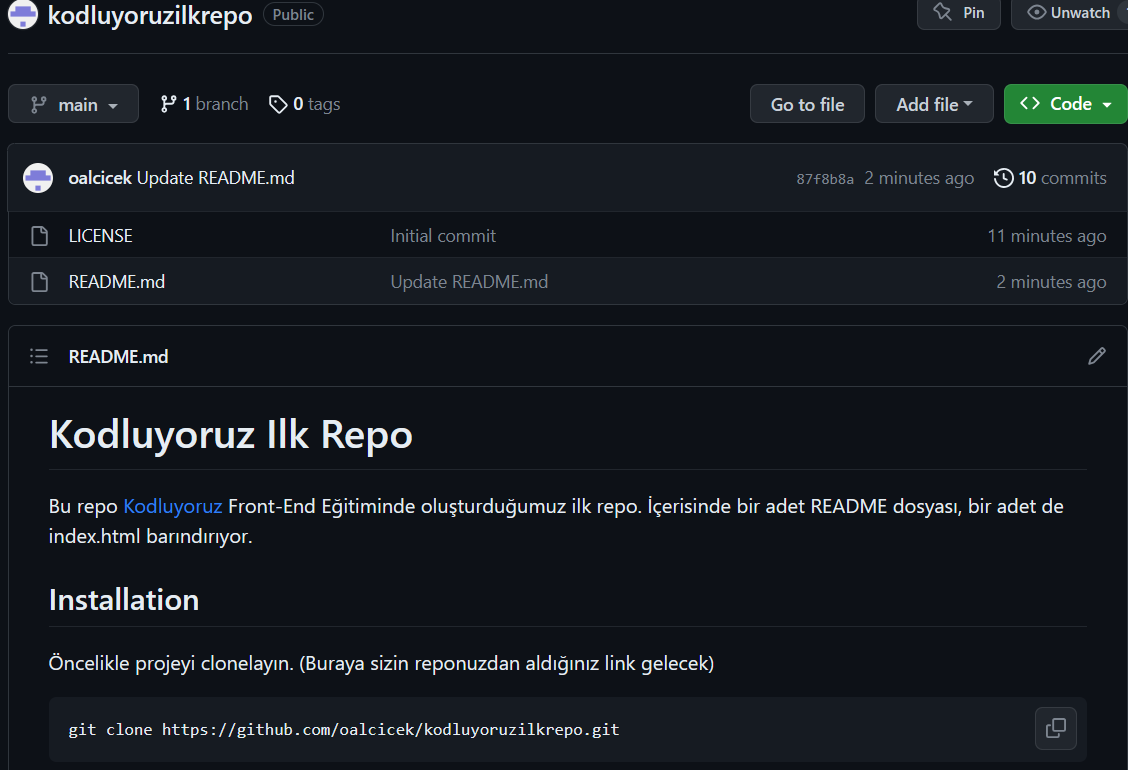 kodluyoruzilkrepo Public Pin Unwatch
main 1 branch 0 tags Go to file Add file Code
oalcicek Update README.md 87f8b8a 2 minutes ago 10 commits
LICENSE Initial commit 11 minutes ago
README.md Update README.md 2 minutes ago
README.md
Kodluyoruz Ilk Repo
Bu repo Kodluyoruz Front-End Eğitiminde oluşturduğumuz ilk repo. İçerisinde bir adet README dosyası, bir adet de
index.html barındırıyor.
Installation
Öncelikle projeyi clonelayın. (Buraya sizin reponuzdan aldığınız link gelecek)
git clone https://github.com/oalcicek/kodluyoruzilkrepo.git